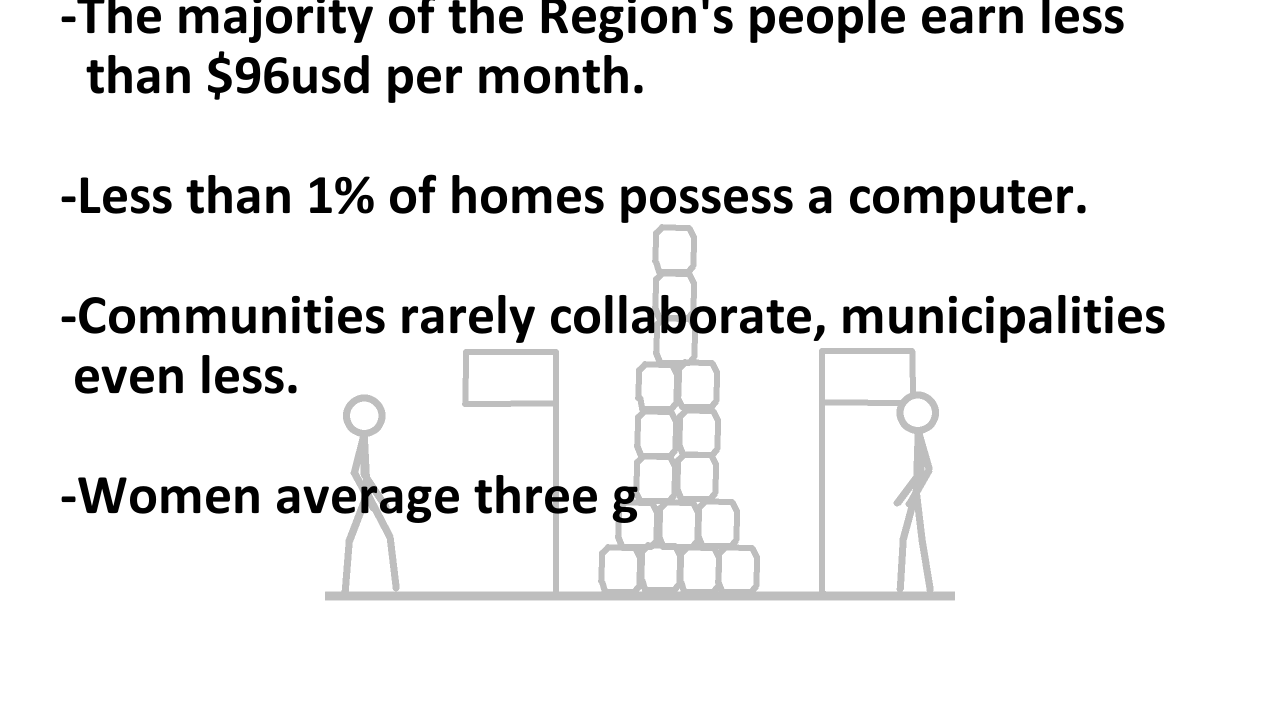 -The majority of the Region's people earn less
than $96usd per month.
-Less than 1% of homes possess a computer.
-Communities rarely collaborate, municipalities
even less.
-Women average three g